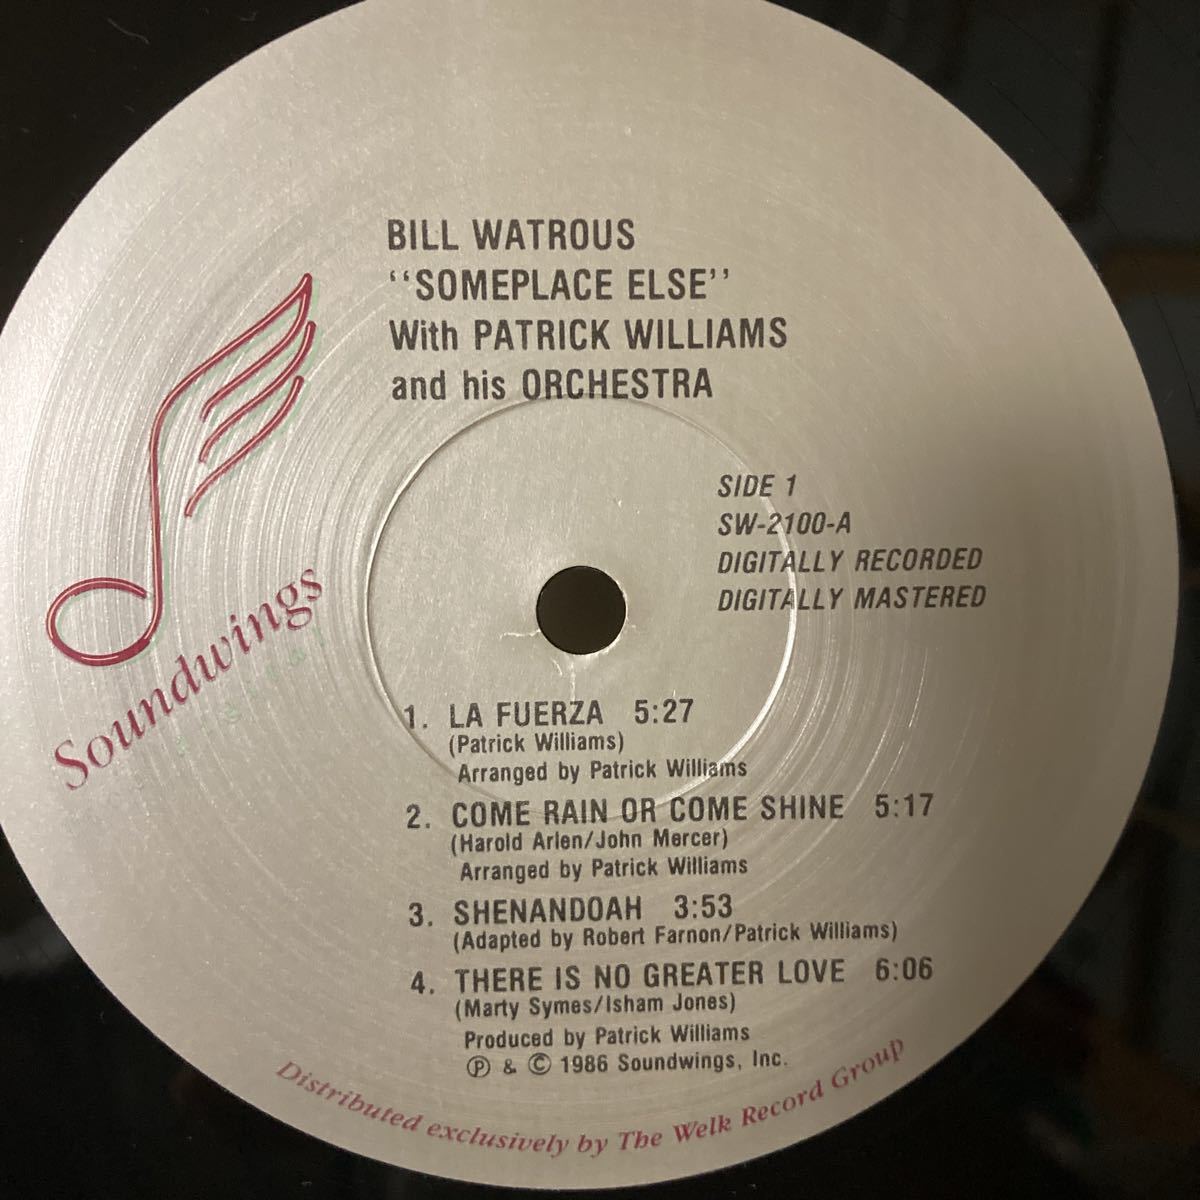 BILL WATROUS
"SOMEPLACE ELSE"
With PATRICK WILLIAMS
and his ORCHESTRA
SIDE 1
SW-2100-A
DIGITALLY RECORDED
DIGITALLY MASTERED
Soundwings
1. LA FUERZA 5:27
(Patrick Williams)
Arranged by Patrick Williams
2. COME RAIN OR COME SHINE 5:17
(Harold Arlen/John Mercer)
Arranged by Patrick Williams
3. SHENANDOAH 3:53
(Adapted by Robert Farnon/Patrick Williams)
4. THERE IS NO GREATER LOVE 6:06
(Marty Symes/Isham Jones)
Produced by Patrick Williams
℗ & © 1986 Soundwings, Inc.
Distributed exclusively by The Welk Record Group